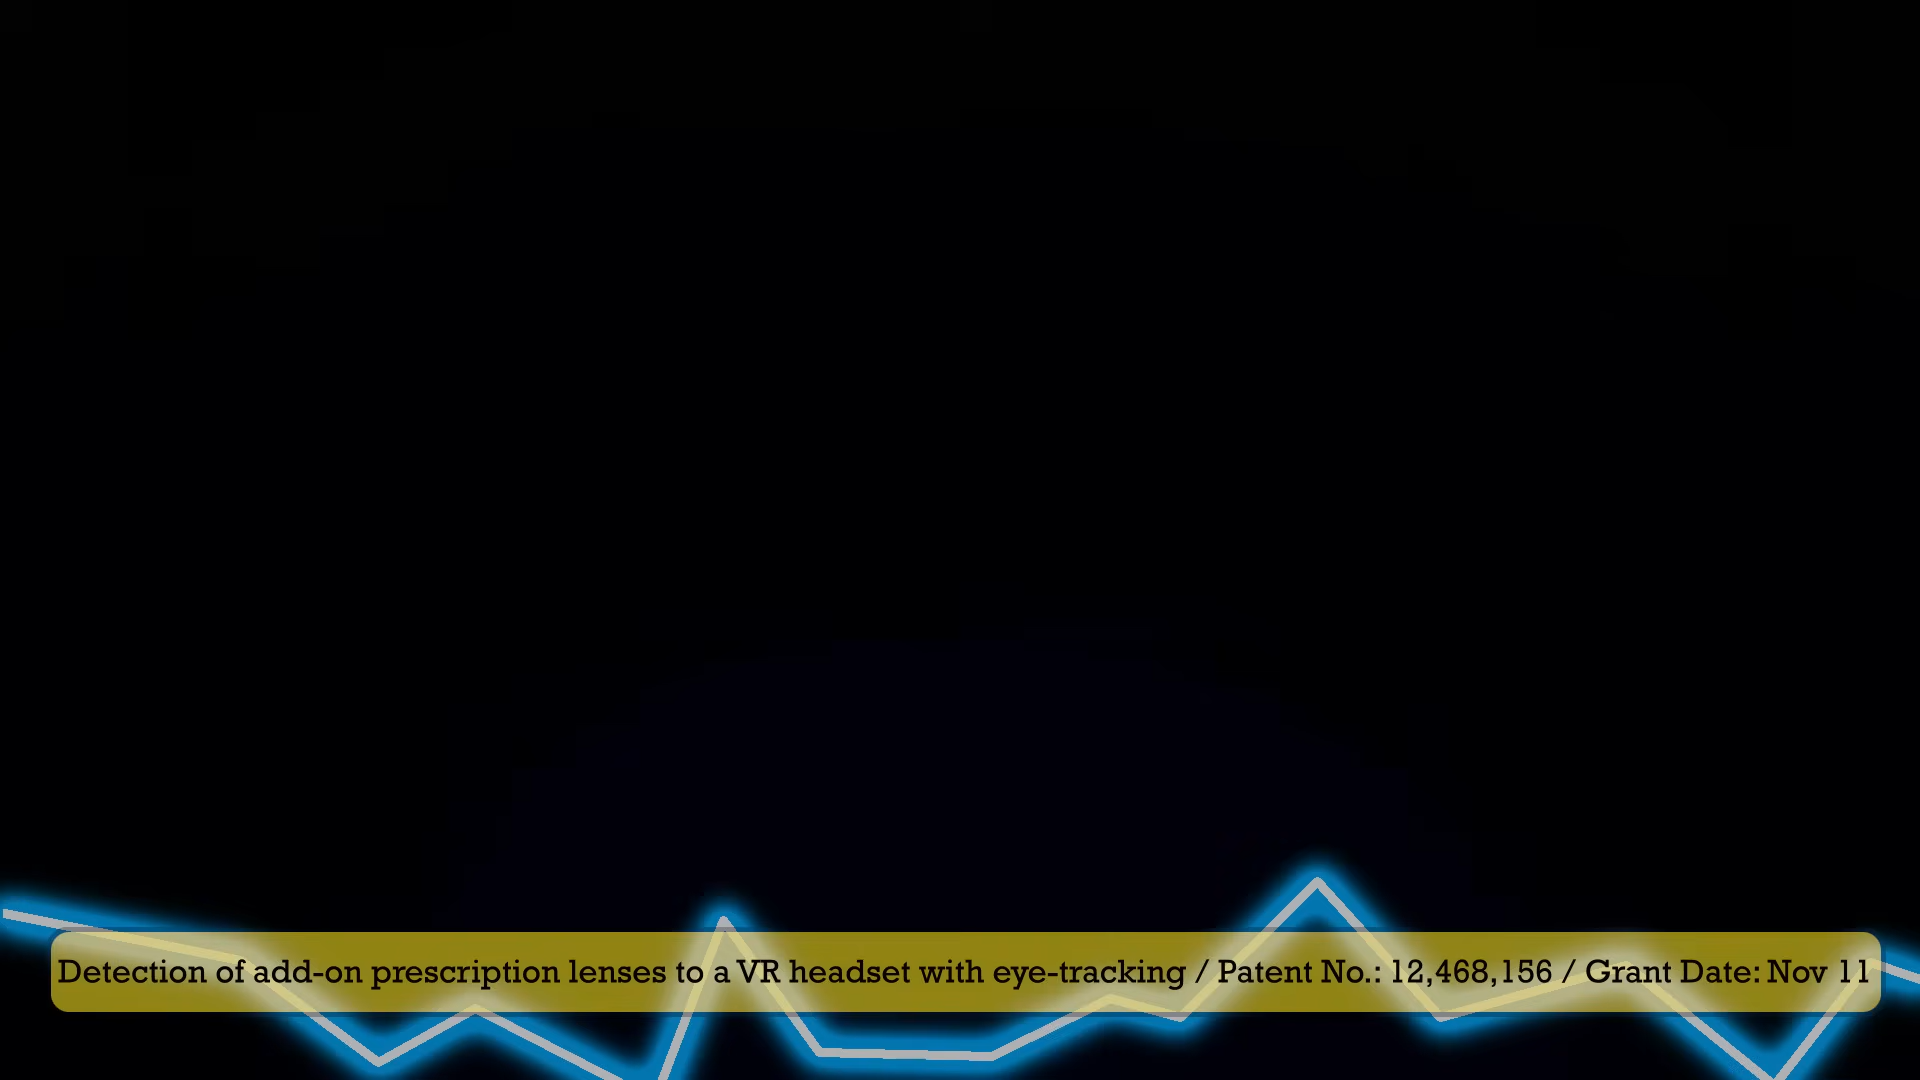 Detection of add-on prescription lenses to a VR headset with eye-tracking / Patent No.: 12,468,156 / Grant Date: Nov 11